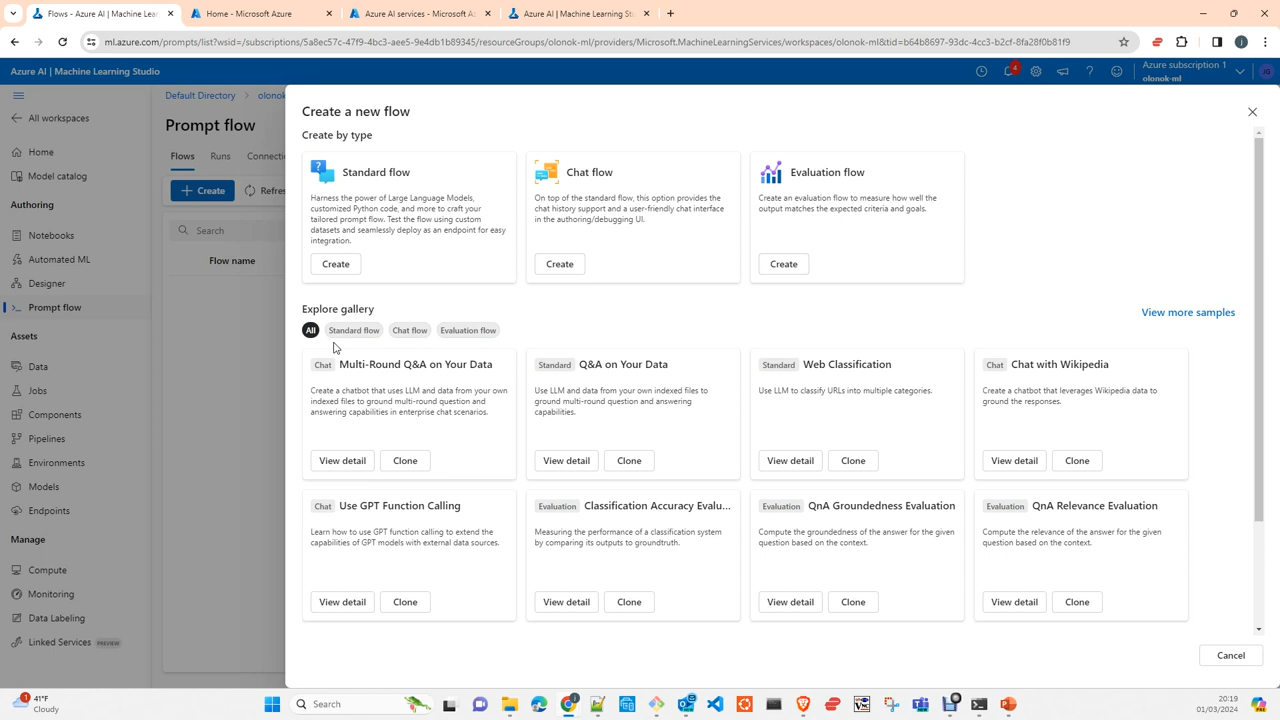 Flows - Azure AI | Machine Lea
Home - Microsoft Azure
Azure AI services - Microsoft Az
Azure AI | Machine Learning Stu
ml.azure.com/prompts/list?wsid=/subscriptions/5a8ec57c-47f9-4bc3-aee5-9e4db1b89345/resourceGroups/olonok-ml/providers/Microsoft.MachineLearningServices/workspaces/olonok-ml&tid=b64b8697-93dc-4cc3-b2cf-8fa28f0b81f9
Azure AI | Machine Learning Studio
4
Azure subscription 1
olonok-ml
JG
All workspaces
Home
Model catalog
Authoring
Notebooks
Automated ML
Designer
Prompt flow
Assets
Data
Jobs
Components
Pipelines
Environments
Models
Endpoints
Manage
Compute
Monitoring
Data Labeling
Linked Services PREVIEW
Default Directory > olonok
Prompt flow
Flows Runs Connecti
+ Create Refres
Search
Flow name
Create a new flow
Create by type
Standard flow
Harness the power of Large Language Models,
customized Python code, and more to craft your
tailored prompt flow. Test the flow using custom
datasets and seamlessly deploy as an endpoint for easy
integration.
Create
Chat flow
On top of the standard flow, this option provides the
chat history support and a user-friendly chat interface
in the authoring/debugging UI.
Create
Evaluation flow
Create an evaluation flow to measure how well the
output matches the expected criteria and goals.
Create
Explore gallery
View more samples
All Standard flow Chat flow Evaluation flow
Chat Multi-Round Q&A on Your Data
Create a chatbot that uses LLM and data from your own
indexed files to ground multi-round question and
answering capabilities in enterprise chat scenarios.
View detail Clone
Standard Q&A on Your Data
Use LLM and data from your own indexed files to
ground multi-round question and answering
capabilities.
View detail Clone
Standard Web Classification
Use LLM to classify URLs into multiple categories.
View detail Clone
Chat Chat with Wikipedia
Create a chatbot that leverages Wikipedia data to
ground the responses.
View detail Clone
Chat Use GPT Function Calling
Learn how to use GPT function calling to extend the
capabilities of GPT models with external data sources.
View detail Clone
Evaluation Classification Accuracy Evalu...
Measuring the performance of a classification system
by comparing its outputs to groundtruth.
View detail Clone
Evaluation QnA Groundedness Evaluation
Compute the groundedness of the answer for the given
question based on the context.
View detail Clone
Evaluation QnA Relevance Evaluation
Compute the relevance of the answer for the given
question based on the context.
View detail Clone
Cancel
1
41°F
Cloudy
Search
20:19
01/03/2024